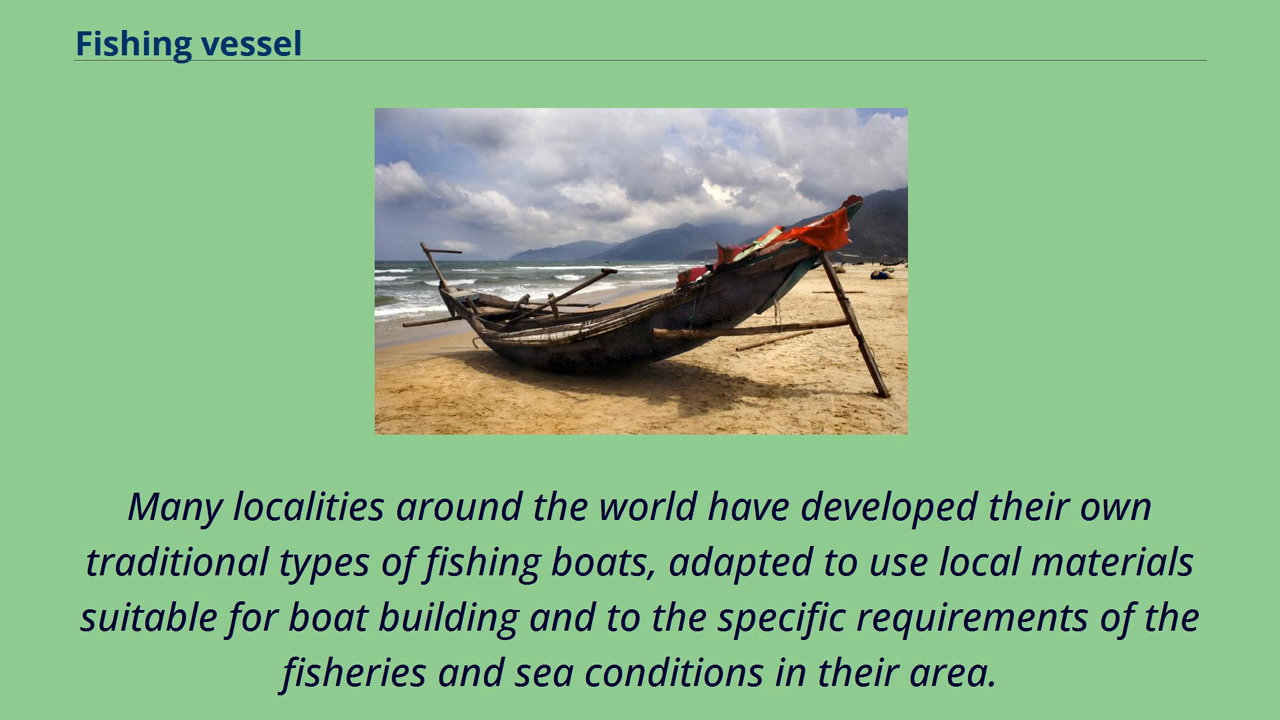 Fishing vessel
Many localities around the world have developed their own
traditional types of fishing boats, adapted to use local materials
suitable for boat building and to the specific requirements of the
fisheries and sea conditions in their area.